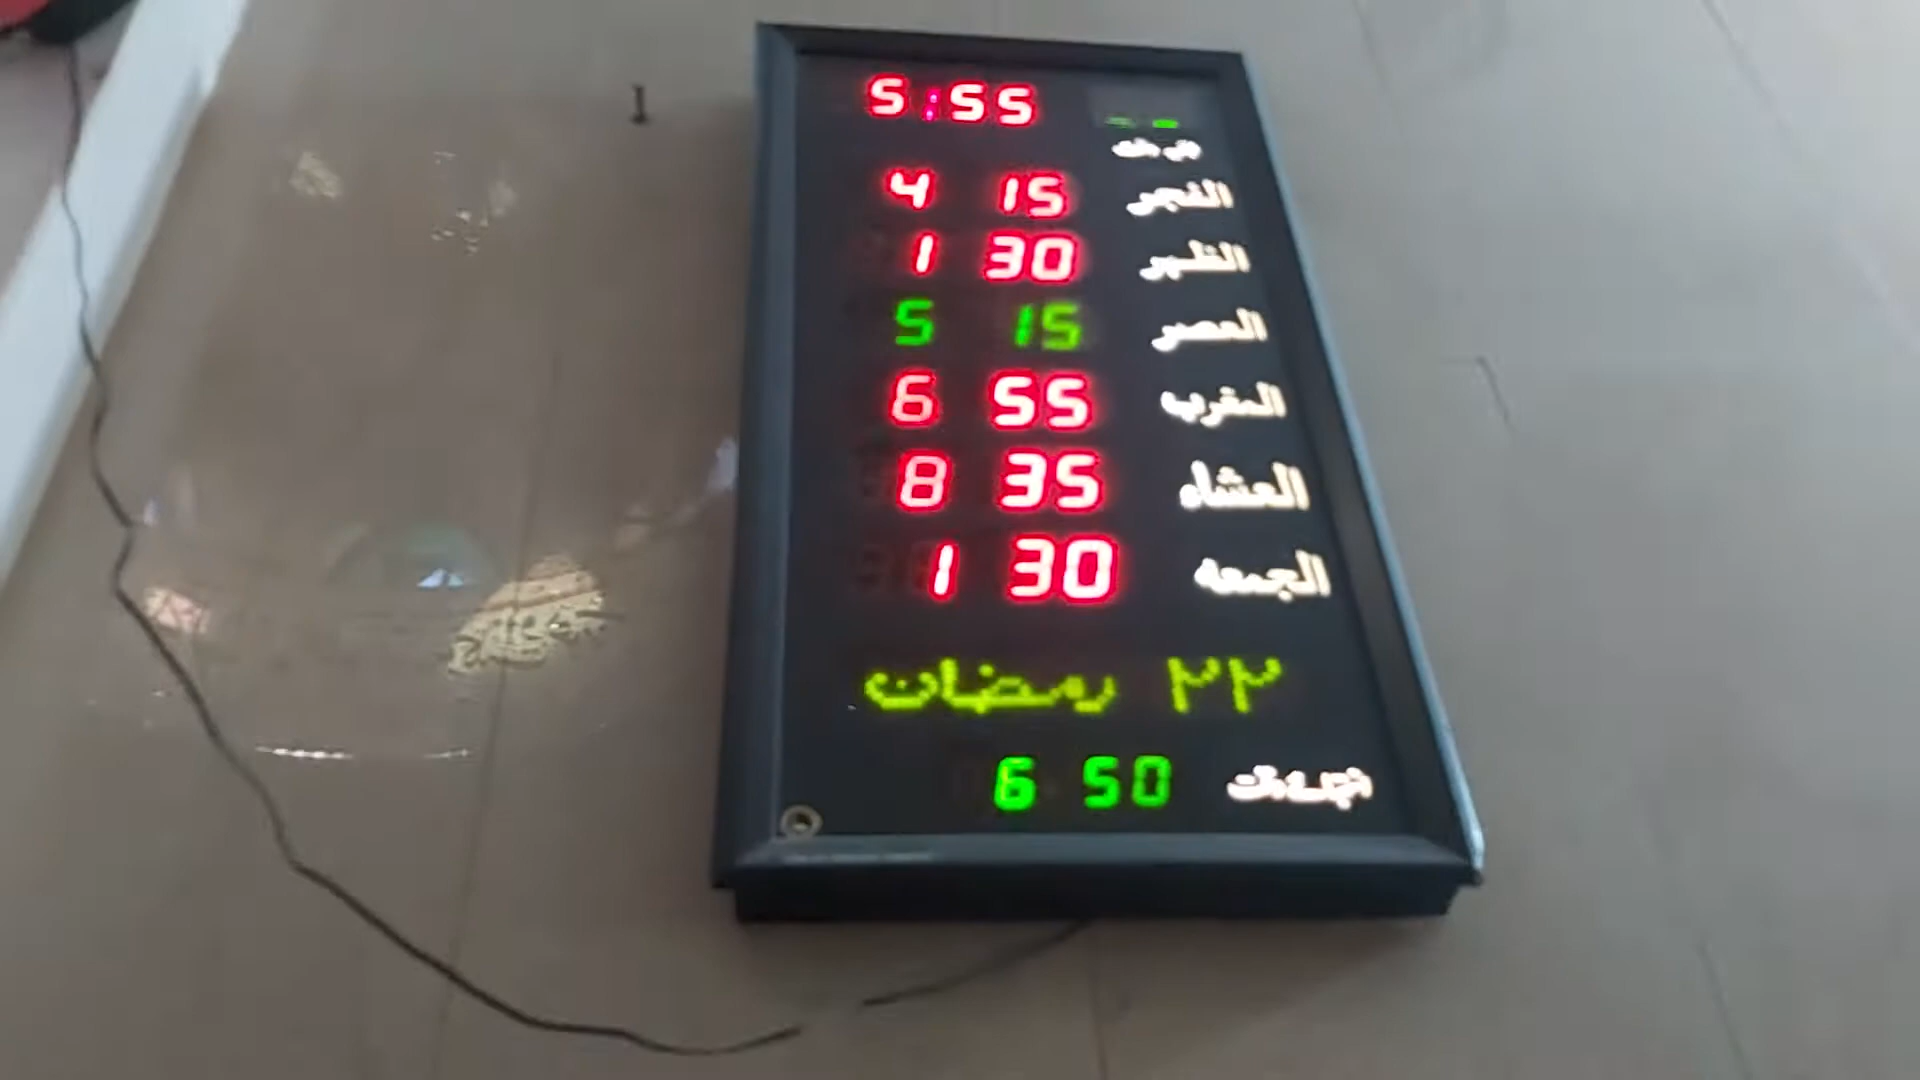 5:55
الفجر 4 15
الظهر 1 30
العصر 5 15
المغرب 6 55
العشاء 8 35
الجمعه 1 30
٢٢ رمضان
6 50